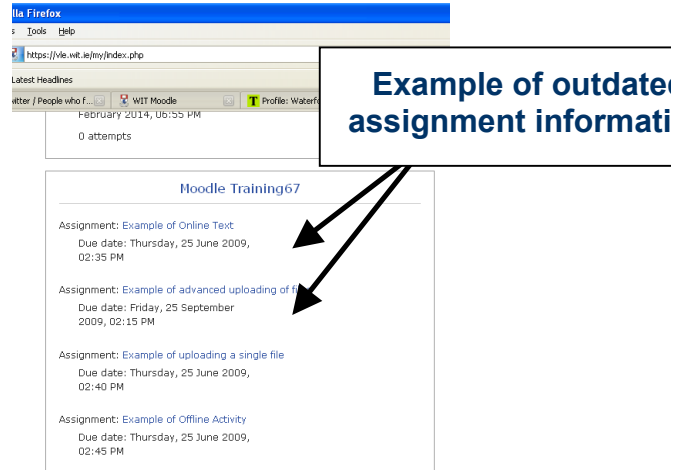 lla Firefox
s Tools Help
https://vle.wit.ie/my/index.php
Latest Headlines
witter / People who f...
WIT Moodle
Profile: Waterfo
Example of outdated
assignment informati
February 2014, 06:55 PM
0 attempts
Moodle Training67
Assignment: Example of Online Text
Due date: Thursday, 25 June 2009,
02:35 PM
Assignment: Example of advanced uploading of fi
Due date: Friday, 25 September
2009, 02:15 PM
Assignment: Example of uploading a single file
Due date: Thursday, 25 June 2009,
02:40 PM
Assignment: Example of Offline Activity
Due date: Thursday, 25 June 2009,
02:45 PM